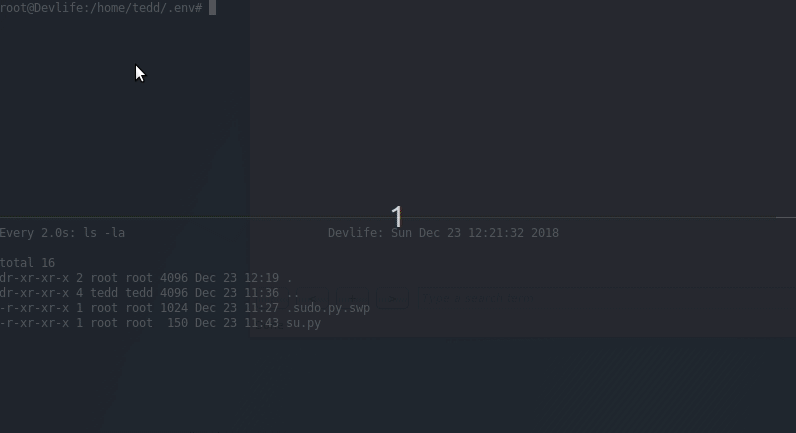 root@Devlife:/home/tedd/.env#
1
Every 2.0s: ls -la Devlife: Sun Dec 23 12:21:32 2018
total 16
dr-xr-xr-x 2 root root 4096 Dec 23 12:19 .
dr-xr-xr-x 4 tedd tedd 4096 Dec 23 11:36 ..
-r-xr-xr-x 1 root root 1024 Dec 23 11:27 .sudo.py.swp
-r-xr-xr-x 1 root root  150 Dec 23 11:43 su.py